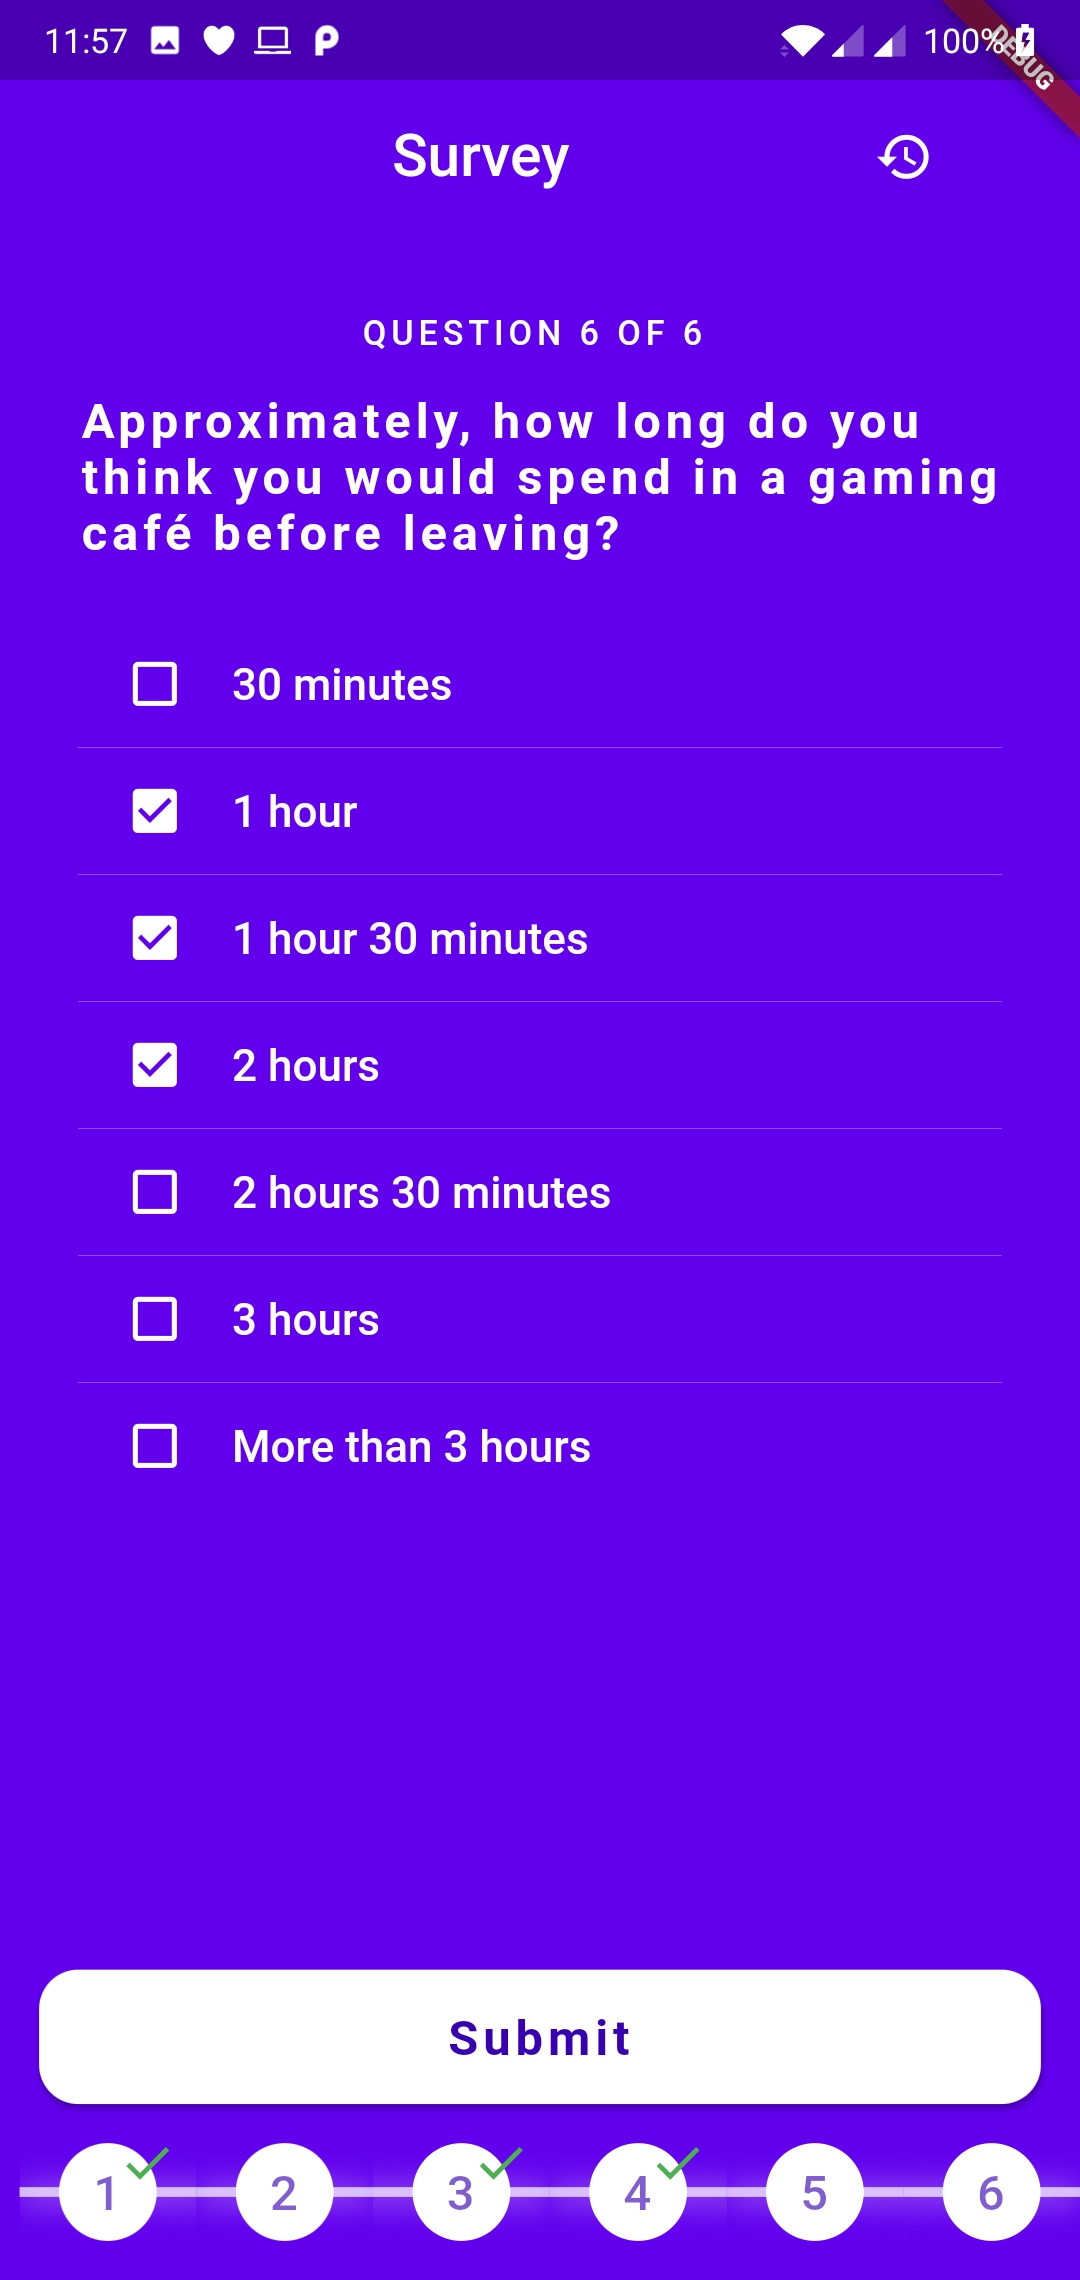 11:57
100%
DEBUG
Survey
QUESTION 6 OF 6
Approximately, how long do you
think you would spend in a gaming
café before leaving?
30 minutes
1 hour
1 hour 30 minutes
2 hours
2 hours 30 minutes
3 hours
More than 3 hours
Submit
1 2 3 4 5 6